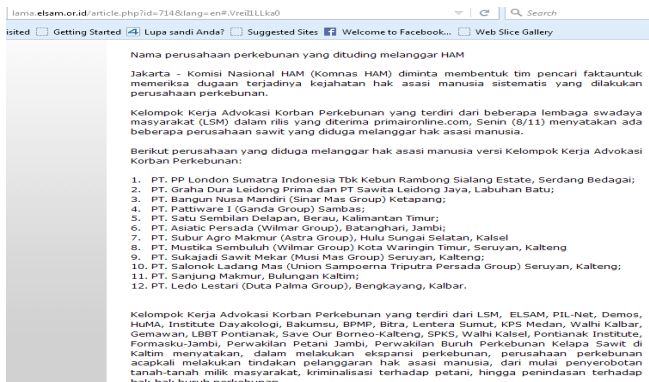 lama.elsam.or.id/article.php?id=714&lang=en#.VreiI1LLka0
Search
isited Getting Started Lupa sandi Anda? Suggested Sites Welcome to Facebook... Web Slice Gallery
Nama perusahaan perkebunan yang dituding melanggar HAM
Jakarta - Komisi Nasional HAM (Komnas HAM) diminta membentuk tim pencari faktauntuk
memeriksa dugaan terjadinya kejahatan hak asasi manusia sistematis yang dilakukan
perusahaan perkebunan.
Kelompok Kerja Advokasi Korban Perkebunan yang terdiri dari beberapa lembaga swadaya
masyarakat (LSM) dalam rilis yang diterima primaironline.com, Senin (8/11) menyatakan ada
beberapa perusahaan sawit yang diduga melanggar hak asasi manusia.
Berikut perusahaan yang diduga melanggar hak asasi manusia versi Kelompok Kerja Advokasi
Korban Perkebunan:
1. PT. PP London Sumatra Indonesia Tbk Kebun Rambong Sialang Estate, Serdang Bedagai;
2. PT. Graha Dura Leidong Prima dan PT Sawita Leidong Jaya, Labuhan Batu;
3. PT. Bangun Nusa Mandiri (Sinar Mas Group) Ketapang;
4. PT. Pattiware I (Ganda Group) Sambas;
5. PT. Satu Sembilan Delapan, Berau, Kalimantan Timur;
6. PT. Asiatic Persada (Wilmar Group), Batanghari, Jambi;
7. PT. Subur Agro Makmur (Astra Group), Hulu Sungai Selatan, Kalsel
8. PT. Mustika Sembuluh (Wilmar Group) Kota Waringin Timur, Seruyan, Kalteng
9. PT. Sukajadi Sawit Mekar (Musi Mas Group) Seruyan, Kalteng;
10. PT. Salonok Ladang Mas (Union Sampoerna Triputra Persada Group) Seruyan, Kalteng;
11. PT. Sanjung Makmur, Bulungan Kaltim;
12. PT. Ledo Lestari (Duta Palma Group), Bengkayang, Kalbar.
Kelompok Kerja Advokasi Korban Perkebunan yang terdiri dari LSM, ELSAM, PIL-Net, Demos,
HuMA, Institute Dayakologi, Bakumsu, BPMP, Bitra, Lentera Sumut, KPS Medan, Walhi Kalbar,
Gemawan, LBBT Pontianak, Save Our Borneo-Kalteng, SPKS, Walhi Kalsel, Pontianak Institute,
Formasku-Jambi, Perwakilan Petani Jambi, Perwakilan Buruh Perkebunan Kelapa Sawit di
Kaltim menyatakan, dalam melakukan ekspansi perkebunan, perusahaan perkebunan
acapkali melakukan tindakan pelanggaran hak asasi manusia, dari mulai penyerobotan
tanah-tanah milik masyarakat, kriminalisasi terhadap petani, hingga penindasan terhadap
hak-hak buruh perkebunan.